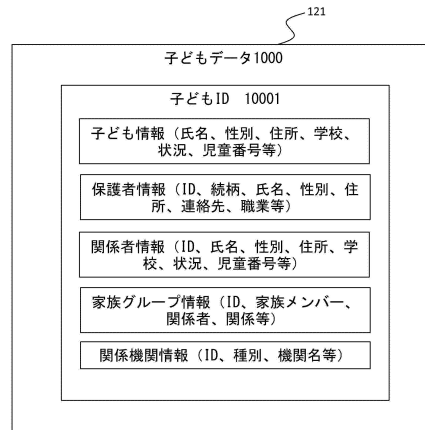 121
子どもデータ1000
子どもID　10001
子ども情報（氏名、性別、住所、学校、
状況、児童番号等）
保護者情報（ID、続柄、氏名、性別、住
所、連絡先、職業等）
関係者情報（ID、氏名、性別、住所、学
校、状況、児童番号等）
家族グループ情報（ID、家族メンバー、
関係者、関係等）
関係機関情報（ID、種別、機関名等）